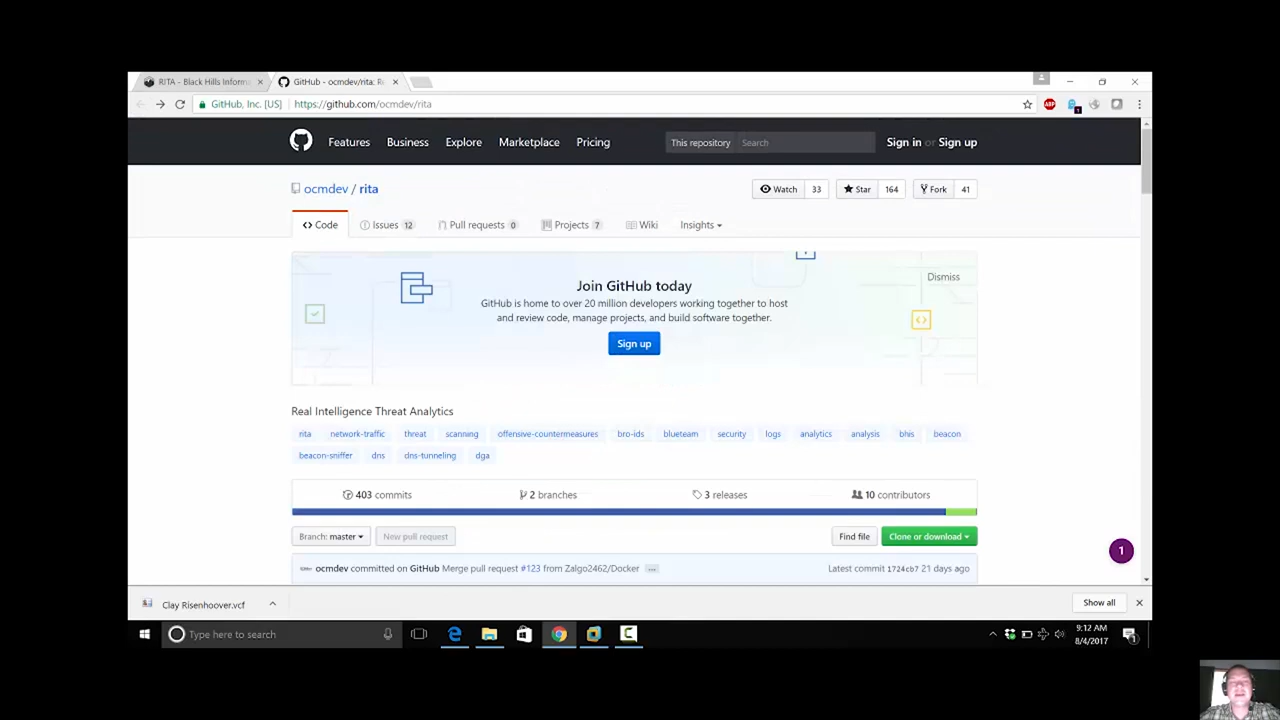 RITA - Black Hills Inform
GitHub - ocmdev/rita: R
GitHub, Inc. [US]
https://github.com/ocmdev/rita
ABP
1
Features
Business
Explore
Marketplace
Pricing
This repository
Search
Sign in or Sign up
ocmdev / rita
Watch 33
Star 164
Fork 41
Code
Issues 12
Pull requests 0
Projects 7
Wiki
Insights
Join GitHub today
Dismiss
GitHub is home to over 20 million developers working together to host
and review code, manage projects, and build software together.
Sign up
Real Intelligence Threat Analytics
rita network-traffic threat scanning offensive-countermeasures bro-ids blueteam security logs analytics analysis bhis beacon
beacon-sniffer dns dns-tunneling dga
403 commits
2 branches
3 releases
10 contributors
Branch: master
New pull request
Find file
Clone or download
1
ocmdev committed on GitHub Merge pull request #123 from Zalgo2462/Docker ...
Latest commit 1724cb7 21 days ago
Clay Risenhoover.vcf
Show all
Type here to search
9:12 AM
8/4/2017
1